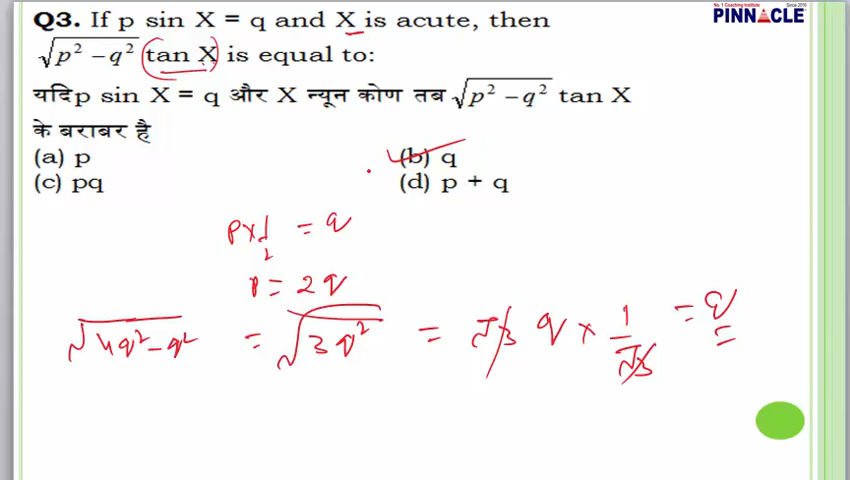 No. 1 Coaching Institute Since 2010
PINNACLE
Q3. If p sin X = q and X is acute, then
√p² − q² tan X is equal to:
यदि p sin X = q और X न्यून कोण तब √p² − q² tan X
के बराबर है
(a) p (b) q
(c) pq (d) p + q
p × 1/2 = q
p = 2q
√4q² − q² = √3q² = √3 q × 1/√3 = q